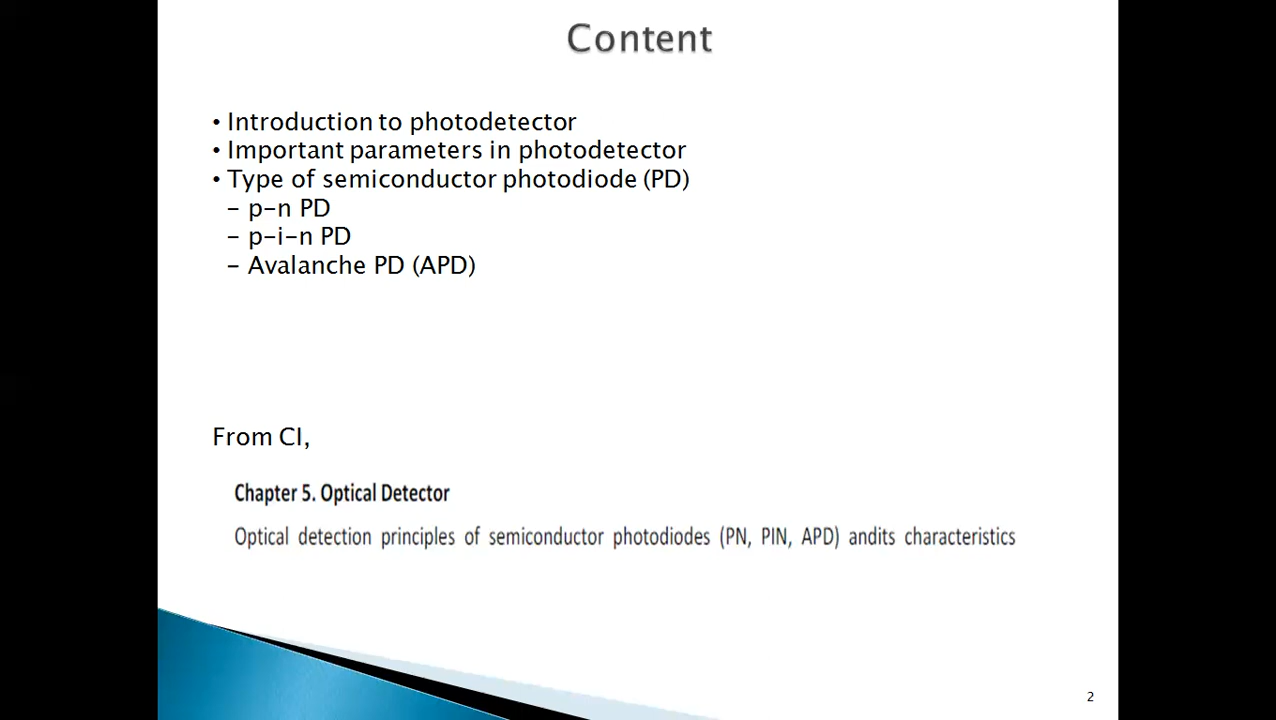 Content
• Introduction to photodetector
• Important parameters in photodetector
• Type of semiconductor photodiode (PD)
– p-n PD
– p-i-n PD
– Avalanche PD (APD)
From CI,
Chapter 5. Optical Detector
Optical detection principles of semiconductor photodiodes (PN, PIN, APD) andits characteristics
2